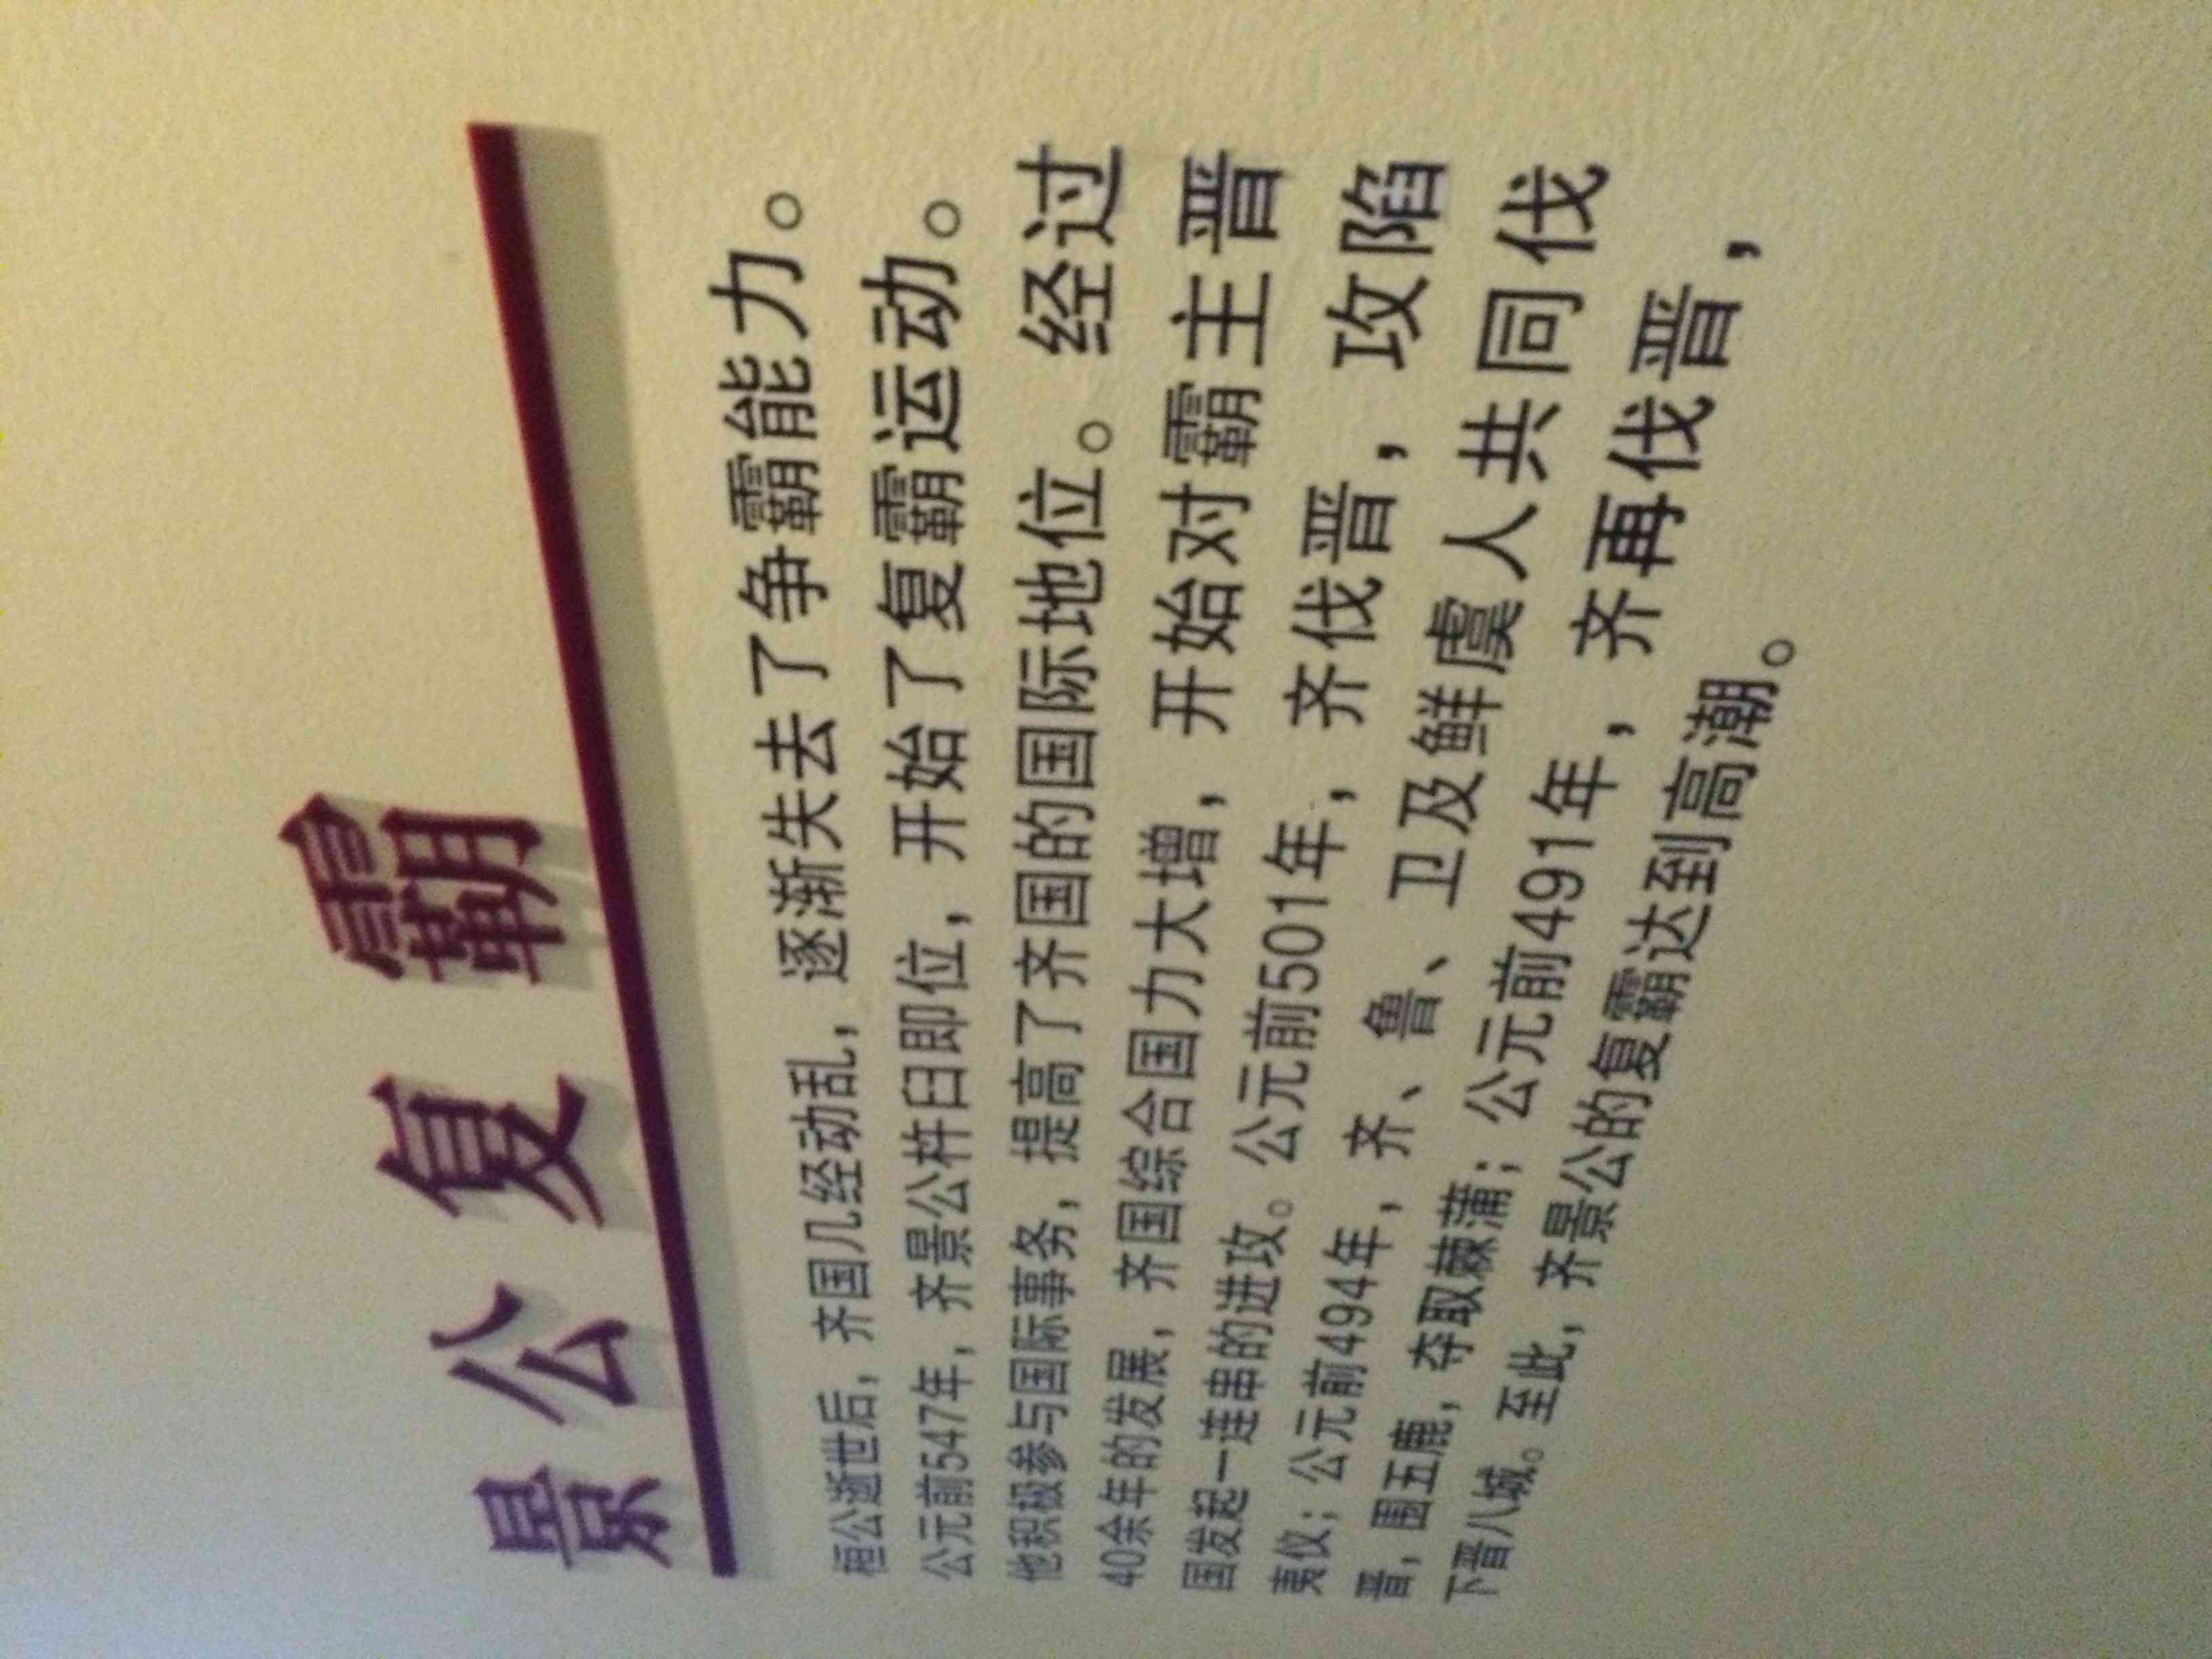 景公复霸
桓公逝世后，齐国几经动乱，逐渐失去了争霸能力。
公元前547年，齐景公杵臼即位，开始了复霸运动。
他积极参与国际事务，提高了齐国的国际地位。经过
40余年的发展，齐国综合国力大增，开始对霸主晋
国发起一连串的进攻。公元前501年，齐伐晋，攻陷
夷仪；公元前494年，齐、鲁、卫及鲜虞人共同伐
晋，围五鹿，夺取棘蒲；公元前491年，齐再伐晋，
下晋八城。至此，齐景公的复霸达到高潮。